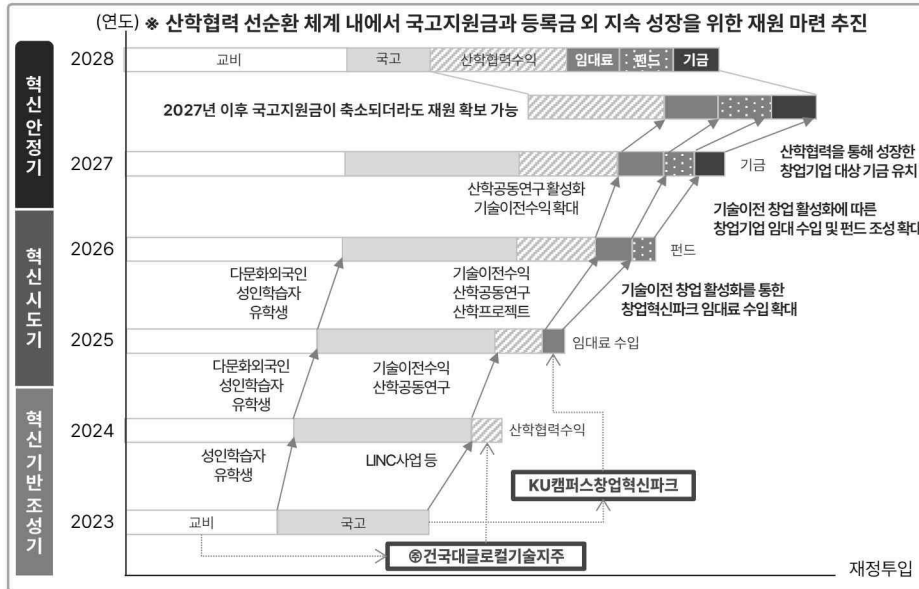 (연도) ※ 산학협력 선순환 체계 내에서 국고지원금과 등록금 외 지속 성장을 위한 재원 마련 추진
혁신 안정기
2028
교비
국고
산학협력수익
임대료
펀드
기금
2027년 이후 국고지원금이 축소되더라도 재원 확보 가능
2027
기금
산학협력을 통해 성장한
창업기업 대상 기금 유치
산학공동연구 활성화
기술이전수익 확대
기술이전 창업 활성화에 따른
창업기업 임대 수입 및 펀드 조성 확대
혁신 시도기
2026
펀드
다문화외국인
성인학습자
유학생
기술이전수익
산학공동연구
산학프로젝트
기술이전 창업 활성화를 통한
창업혁신파크 임대료 수입 확대
2025
임대료 수입
다문화외국인
성인학습자
유학생
기술이전수익
산학공동연구
혁신 기반 조성기
2024
산학협력수익
성인학습자
유학생
LINC사업 등
KU캠퍼스창업혁신파크
2023
교비
국고
㈜건국대글로컬기술지주
재정투입